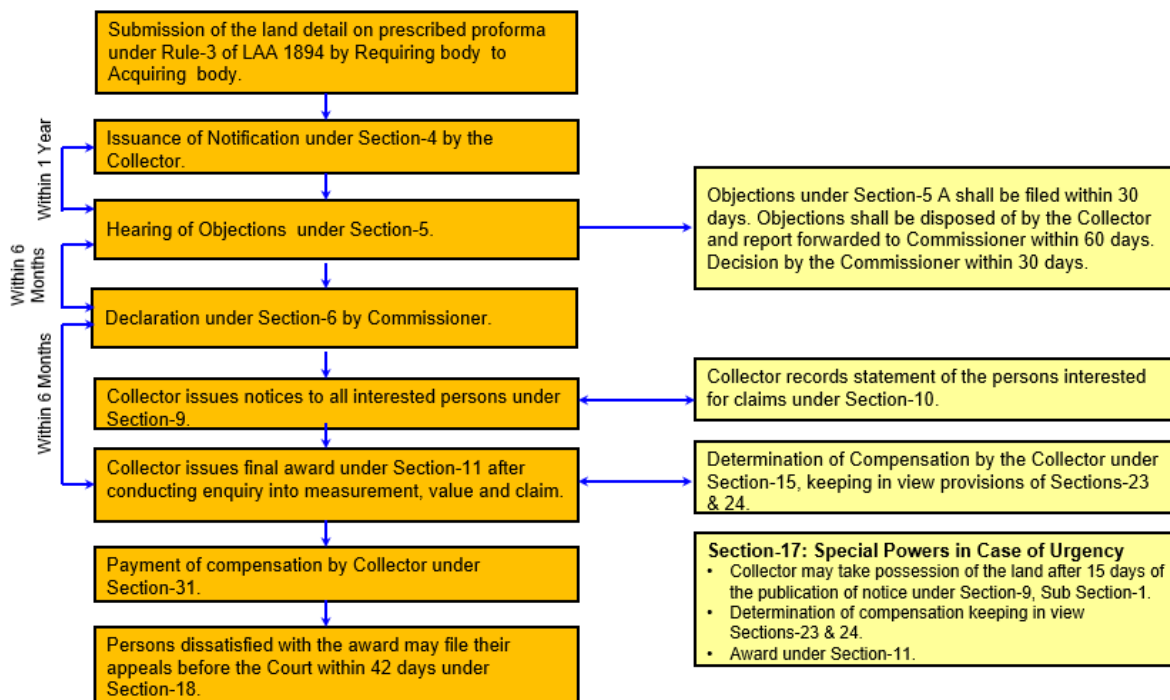 Submission of the land detail on prescribed proforma
under Rule-3 of LAA 1894 by Requiring body to
Acquiring body.
Within 1 Year
Issuance of Notification under Section-4 by the
Collector.
Hearing of Objections under Section-5.
Objections under Section-5 A shall be filed within 30
days. Objections shall be disposed of by the Collector
and report forwarded to Commissioner within 60 days.
Decision by the Commissioner within 30 days.
Within 6
Months
Declaration under Section-6 by Commissioner.
Within 6 Months
Collector issues notices to all interested persons under
Section-9.
Collector records statement of the persons interested
for claims under Section-10.
Collector issues final award under Section-11 after
conducting enquiry into measurement, value and claim.
Determination of Compensation by the Collector under
Section-15, keeping in view provisions of Sections-23
& 24.
Payment of compensation by Collector under
Section-31.
Section-17: Special Powers in Case of Urgency
• Collector may take possession of the land after 15 days of
the publication of notice under Section-9, Sub Section-1.
• Determination of compensation keeping in view
Sections-23 & 24.
• Award under Section-11.
Persons dissatisfied with the award may file their
appeals before the Court within 42 days under
Section-18.